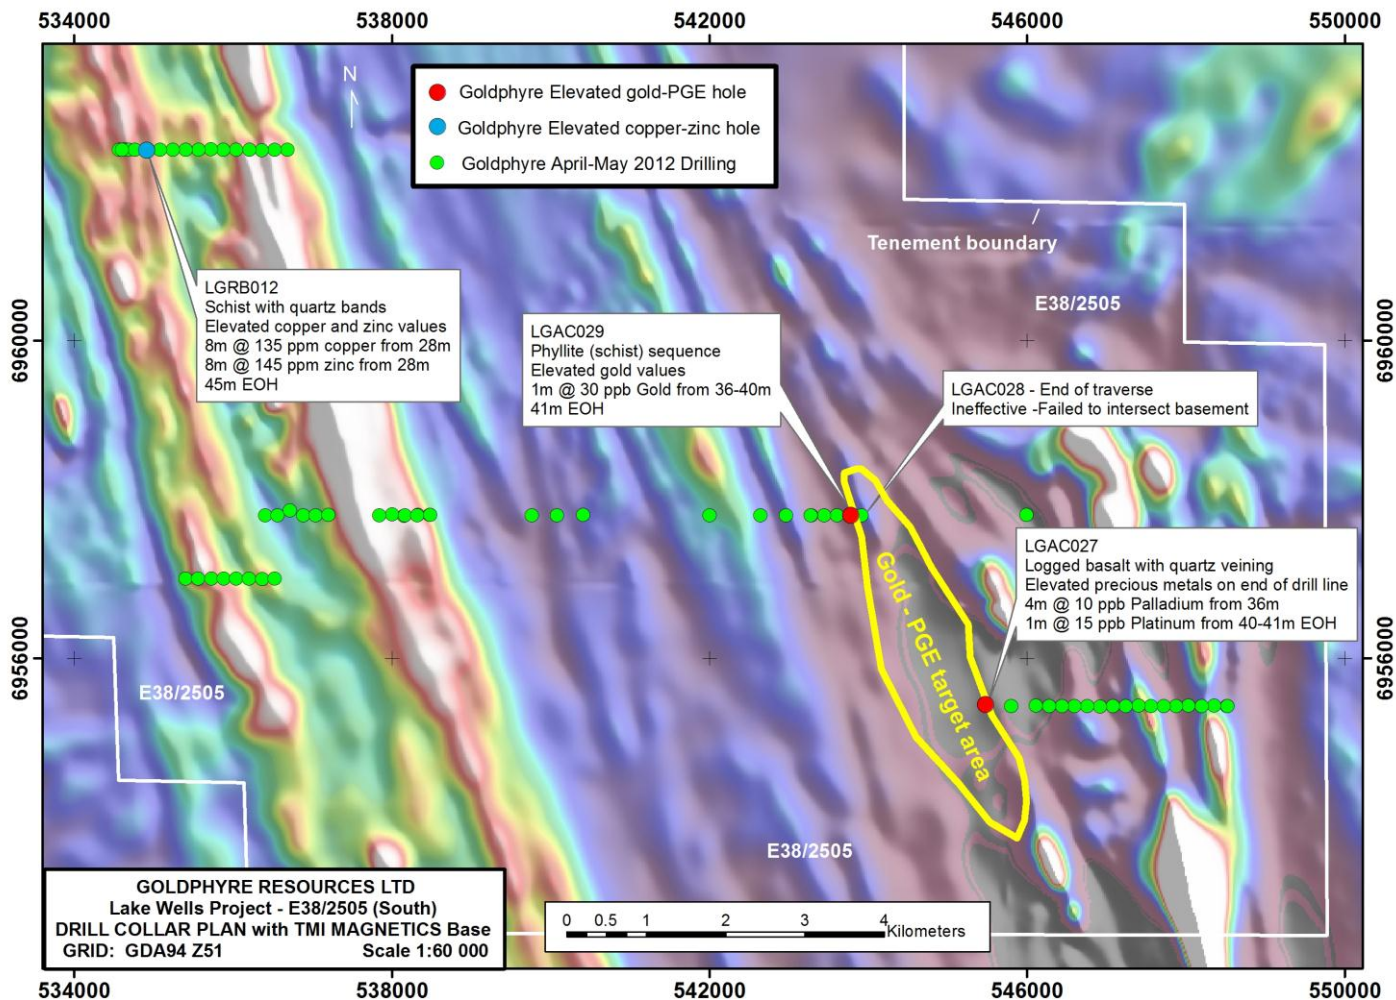 534000
538000
542000
546000
550000
N
Goldphyre Elevated gold-PGE hole
Goldphyre Elevated copper-zinc hole
Goldphyre April-May 2012 Drilling
Tenement boundary
E38/2505
6960000
6960000
LGRB012
Schist with quartz bands
Elevated copper and zinc values
8m @ 135 ppm copper from 28m
8m @ 145 ppm zinc from 28m
45m EOH
LGAC029
Phyllite (schist) sequence
Elevated gold values
1m @ 30 ppb Gold from 36-40m
41m EOH
LGAC028 - End of traverse
Ineffective -Failed to intersect basement
LGAC027
Logged basalt with quartz veining
Elevated precious metals on end of drill line
4m @ 10 ppb Palladium from 36m
1m @ 15 ppb Platinum from 40-41m EOH
Gold - PGE target area
6956000
6956000
E38/2505
E38/2505
GOLDPHYRE RESOURCES LTD
Lake Wells Project - E38/2505 (South)
DRILL COLLAR PLAN with TMI MAGNETICS Base
GRID: GDA94 Z51 Scale 1:60 000
0 0.5 1 2 3 4
Kilometers
534000
538000
542000
546000
550000